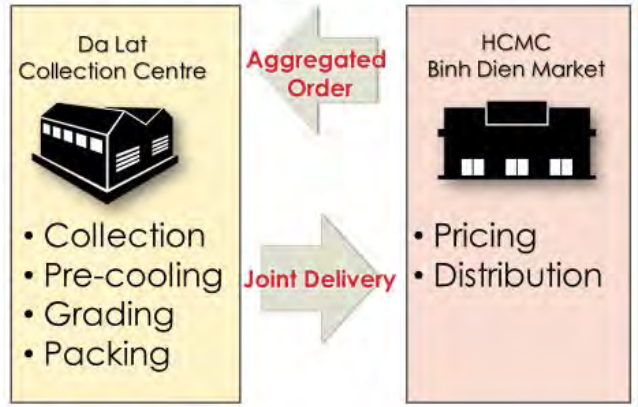 Da Lat
Collection Centre
• Collection
• Pre-cooling
• Grading
• Packing
Aggregated
Order
Joint Delivery
HCMC
Binh Dien Market
• Pricing
• Distribution